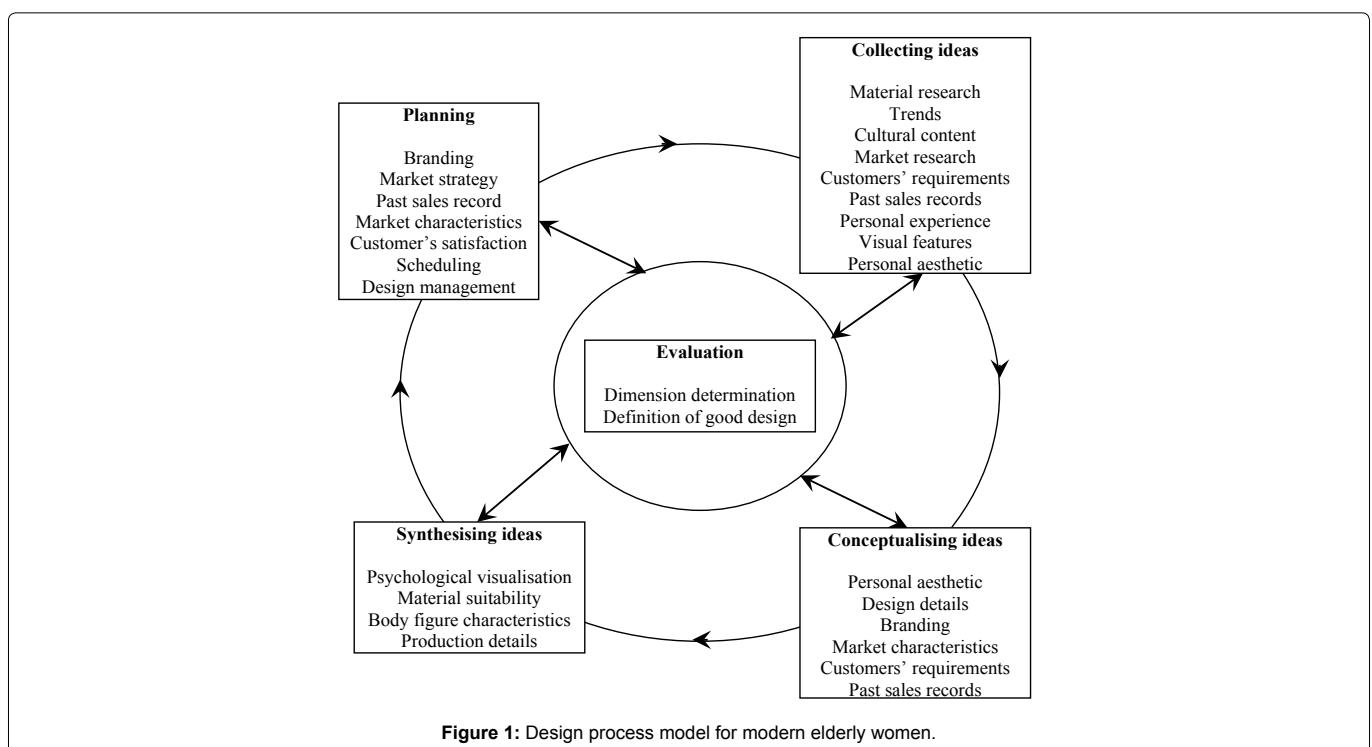 Planning
Branding
Market strategy
Past sales record
Market characteristics
Customer's satisfaction
Scheduling
Design management
Collecting ideas
Material research
Trends
Cultural content
Market research
Customers' requirements
Past sales records
Personal experience
Visual features
Personal aesthetic
Evaluation
Dimension determination
Definition of good design
Synthesising ideas
Psychological visualisation
Material suitability
Body figure characteristics
Production details
Conceptualising ideas
Personal aesthetic
Design details
Branding
Market characteristics
Customers' requirements
Past sales records
Figure 1: Design process model for modern elderly women.